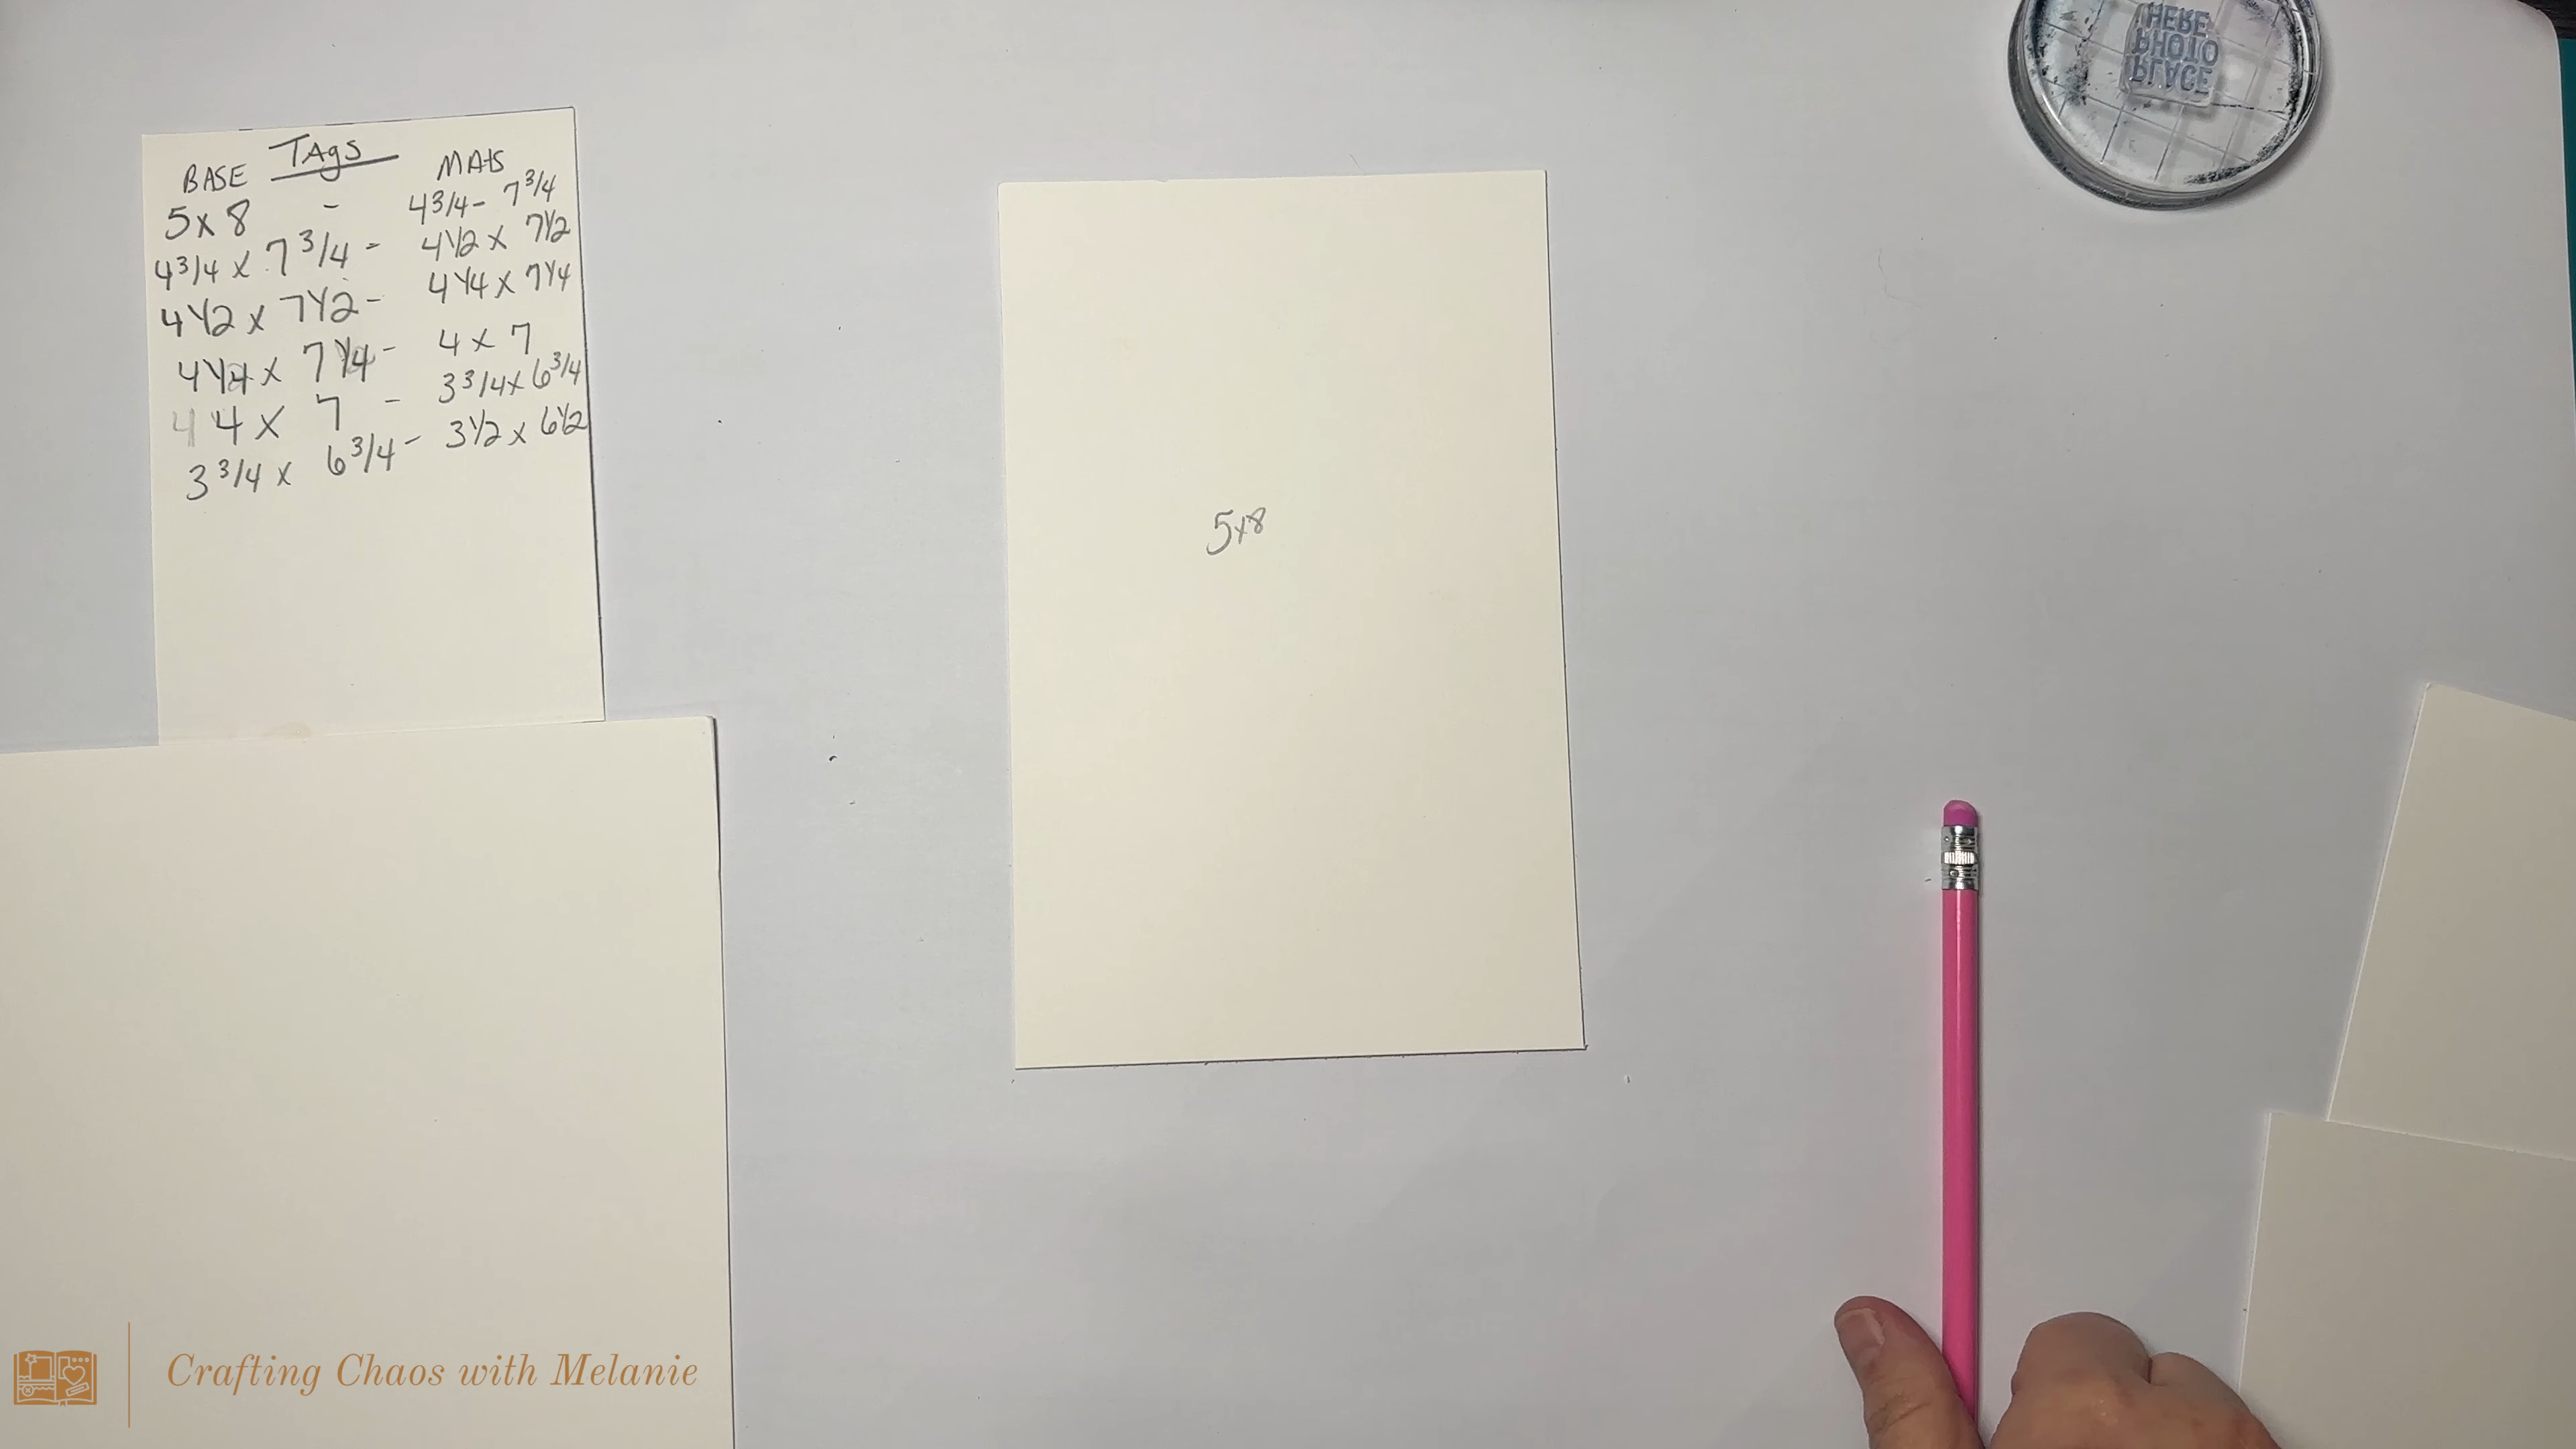 TAgS
BASE MAtS
5 x 8 - 4 3/4 - 7 3/4
4 3/4 x 7 3/4 - 4 1/2 x 7 1/2
4 1/2 x 7 1/2 - 4 1/4 x 7 1/4
4 1/4 x 7 1/4 - 4 x 7
4 4 x 7 - 3 3/4 x 6 3/4
3 3/4 x 6 3/4 - 3 1/2 x 6 1/2
5x8
PLACE
PHOTO
HERE
Crafting Chaos with Melanie